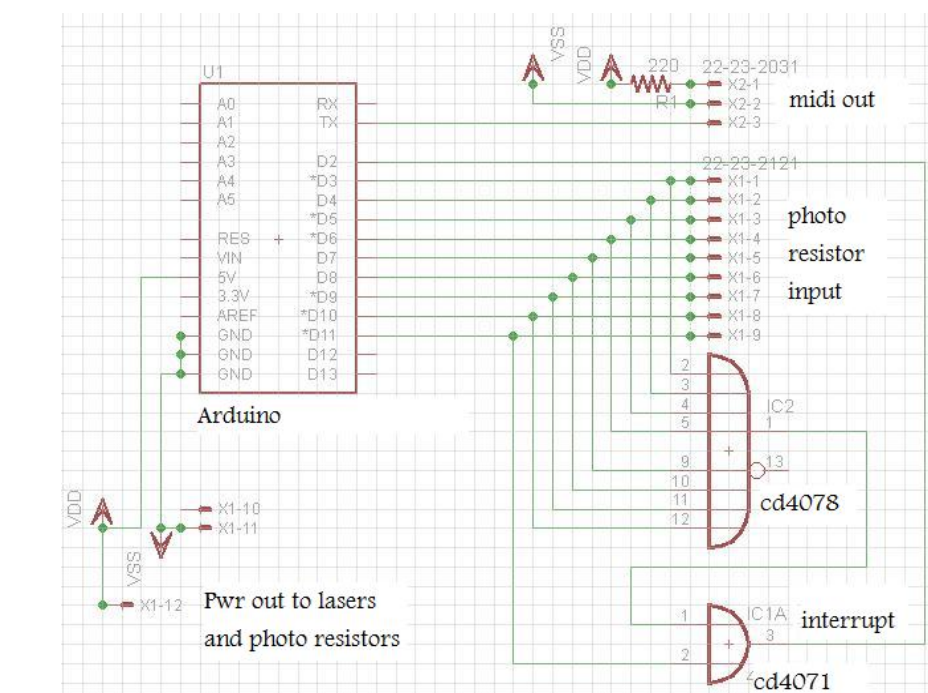 VSS
VDD
U1
220
22-23-2031
A0 RX
X2-1
midi out
R1
X2-2
A1 TX
X2-3
A2
A3 D2
22-23-2121
A4 *D3
X1-1
A5 D4
X1-2
*D5
X1-3
photo
RES *D6
X1-4
VIN D7
X1-5
resistor
5V D8
X1-6
3.3V *D9
X1-7
input
AREF *D10
X1-8
GND *D11
X1-9
GND D12
GND D13
2
3
Arduino
4
IC2
5
1
9
13
10
VDD
11
cd4078
X1-10
12
X1-11
VSS
X1-12
Pwr out to lasers
and photo resistors
1
IC1A
interrupt
3
2
4
cd4071